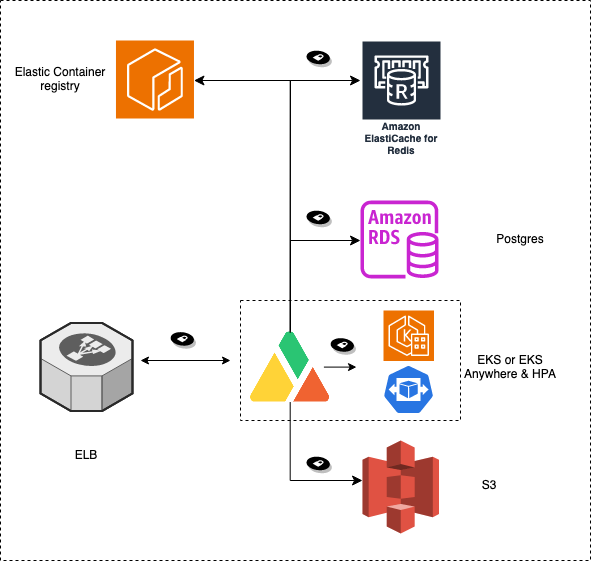 Elastic Container
registry
R
Amazon
ElastiCache for
Redis
Amazon
RDS
Postgres
K
EKS or EKS
Anywhere & HPA
ELB
S3